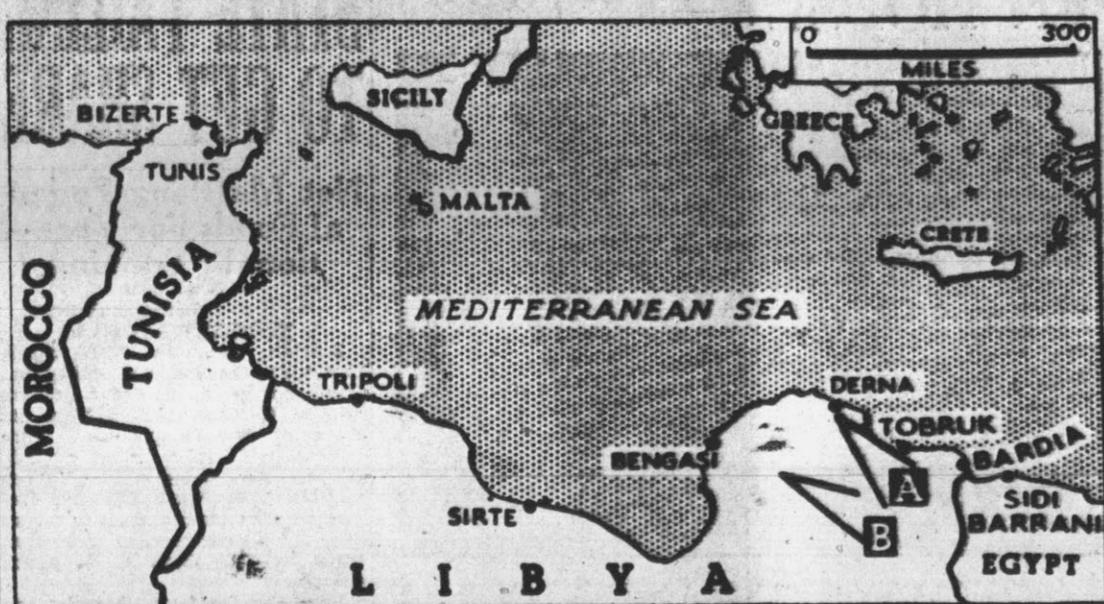 0 300
MILES
BIZERTE
SICILY
GREECE
TUNIS
MALTA
CRETE
MOROCCO
TUNISIA
MEDITERRANEAN SEA
TRIPOLI
DERNA
TOBRUK
BENGASI
BARDIA
A
SIRTE
SIDI
BARRANI
B
EGYPT
LIBYA